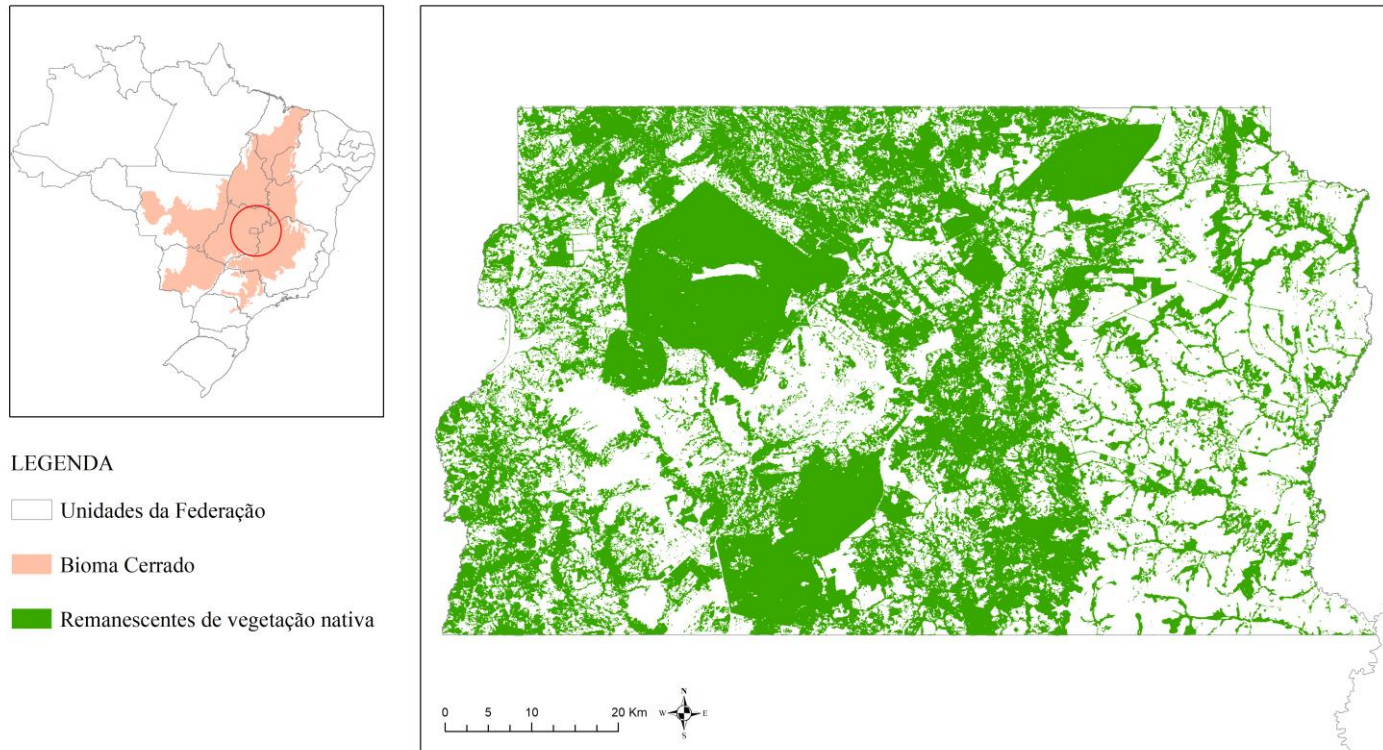 LEGENDA
Unidades da Federação
Bioma Cerrado
Remanescentes de vegetação nativa
0 5 10 20 Km
N
W E
S